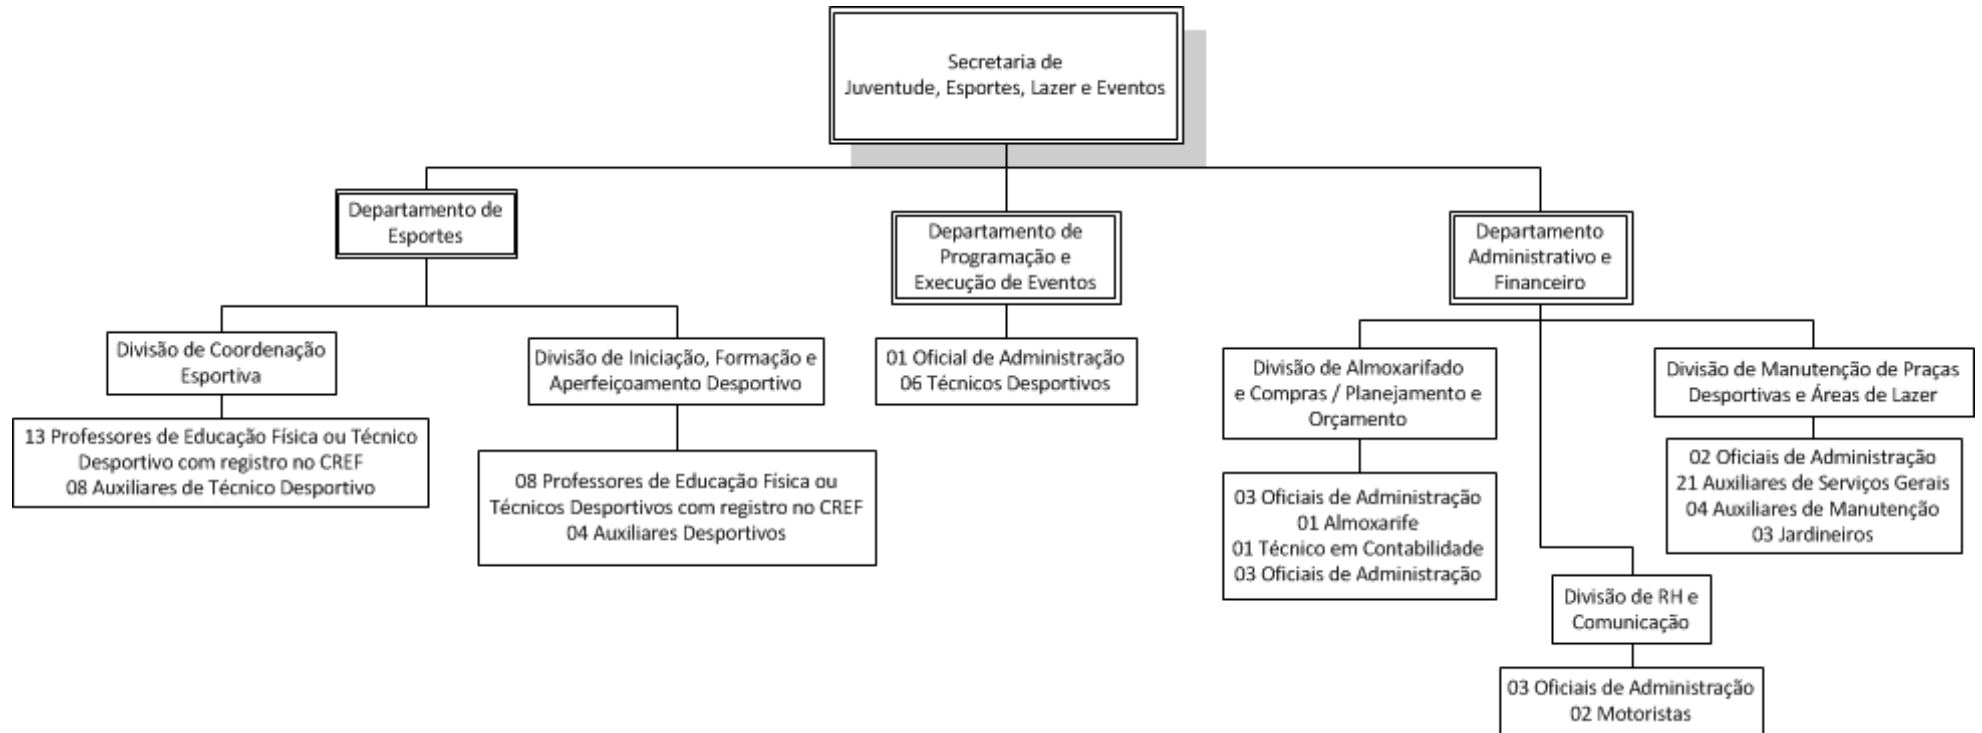 Secretaria de
Juventude, Esportes, Lazer e Eventos
Departamento de
Esportes
Departamento de
Programação e
Execução de Eventos
Departamento
Administrativo e
Financeiro
Divisão de Coordenação
Esportiva
Divisão de Iniciação, Formação e
Aperfeiçoamento Desportivo
01 Oficial de Administração
06 Técnicos Desportivos
Divisão de Almoxarifado
e Compras / Planejamento e
Orçamento
Divisão de Manutenção de Praças
Desportivas e Áreas de Lazer
13 Professores de Educação Física ou Técnico
Desportivo com registro no CREF
08 Auxiliares de Técnico Desportivo
08 Professores de Educação Física ou
Técnicos Desportivos com registro no CREF
04 Auxiliares Desportivos
03 Oficiais de Administração
01 Almoxarife
01 Técnico em Contabilidade
03 Oficiais de Administração
02 Oficiais de Administração
21 Auxiliares de Serviços Gerais
04 Auxiliares de Manutenção
03 Jardineiros
Divisão de RH e
Comunicação
03 Oficiais de Administração
02 Motoristas